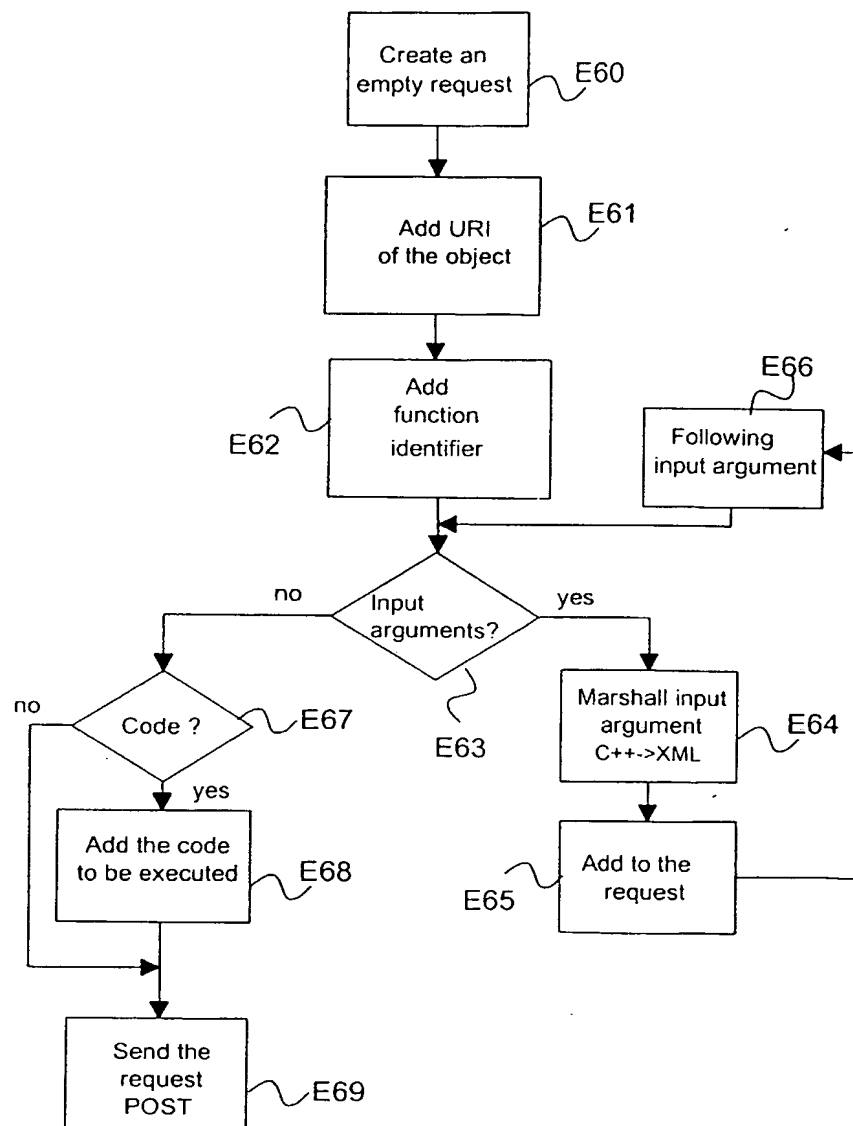 Create an
empty request
E60
Add URI
of the object
E61
Add
function
identifier
E62
E66
Following
input argument
no
Input
arguments?
yes
E63
no
Code ?
E67
yes
Marshall input
argument
C++->XML
E64
Add the code
to be executed
E68
Add to the
request
E65
Send the
request
POST
E69